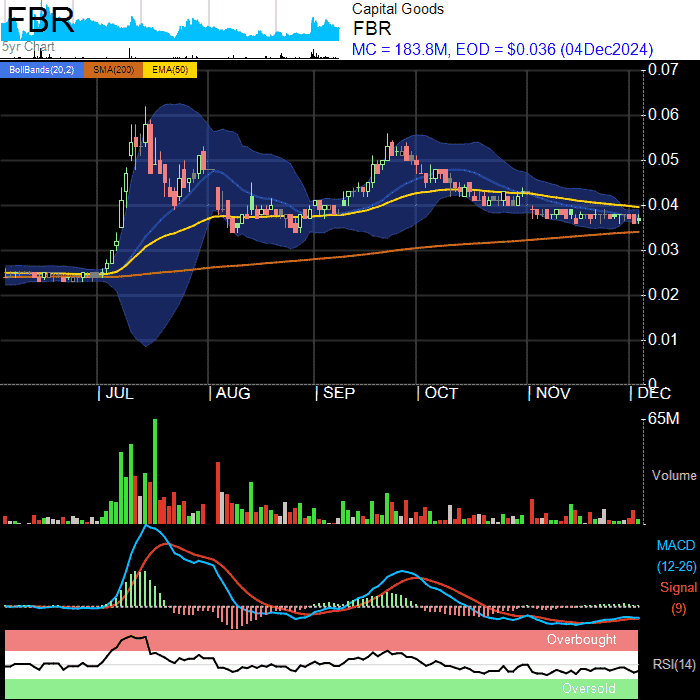 FBR
5yr Chart
Capital Goods
FBR
MC = 183.8M, EOD = $0.036 (04Dec2024)
BollBands(20,2) SMA(200) EMA(50)
0.07
0.06
0.05
0.04
0.03
0.02
0.01
0
JUL AUG SEP OCT NOV DEC
65M
Volume
MACD
(12-26)
Signal
(9)
Overbought
RSI(14)
Oversold